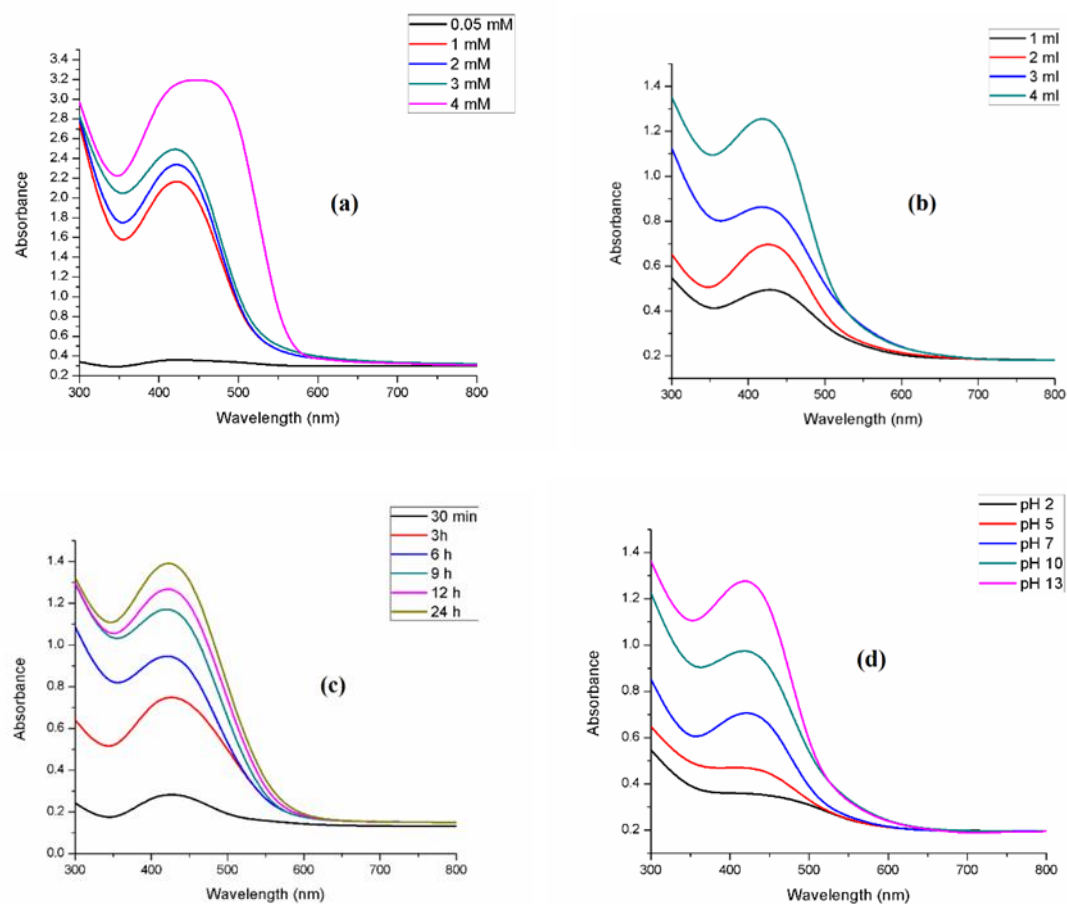 0.05 mM
1 mM
2 mM
3 mM
4 mM
3.4
3.2
3.0
2.8
2.6
2.4
2.2
2.0
1.8
1.6
1.4
1.2
1.0
0.8
0.6
0.4
0.2
Absorbance
(a)
300 400 500 600 700 800
Wavelength (nm)
1 ml
2 ml
3 ml
4 ml
1.4
1.2
1.0
0.8
0.6
0.4
0.2
Absorbance
(b)
300 400 500 600 700 800
Wavelength (nm)
30 min
3h
6 h
9 h
12 h
24 h
1.4
1.2
1.0
0.8
0.6
0.4
0.2
0.0
Absorbance
(c)
300 400 500 600 700 800
Wavelength (nm)
pH 2
pH 5
pH 7
pH 10
pH 13
1.4
1.2
1.0
0.8
0.6
0.4
0.2
Absorbance
(d)
300 400 500 600 700 800
Wavelength (nm)